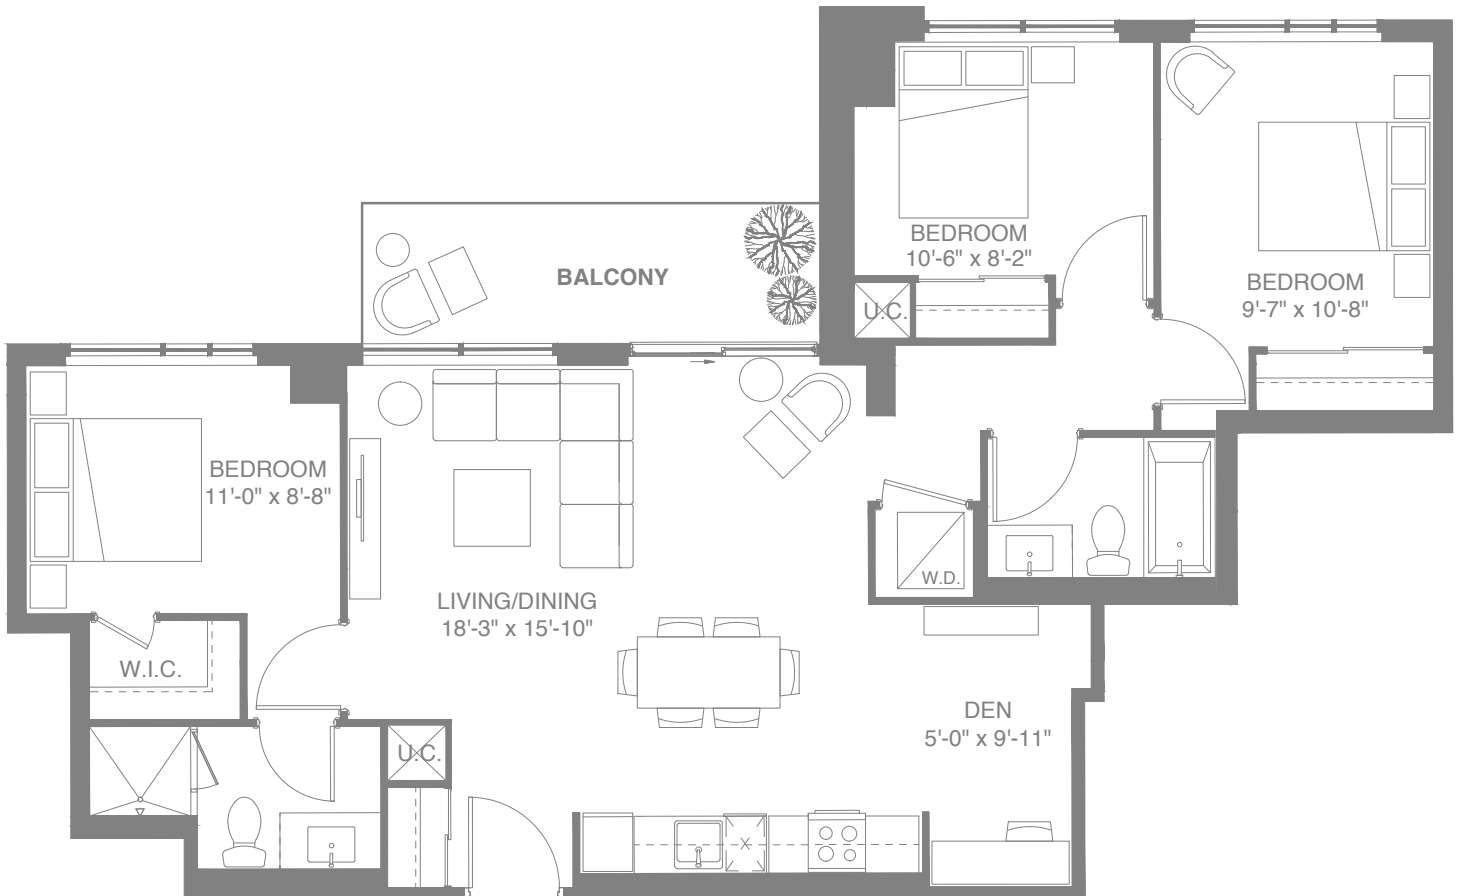 BEDROOM
10'-6" x 8'-2"
BALCONY
BEDROOM
9'-7" x 10'-8"
U.C.
BEDROOM
11'-0" x 8'-8"
W.D.
LIVING/DINING
18'-3" x 15'-10"
W.I.C.
DEN
5'-0" x 9'-11"
U.C.